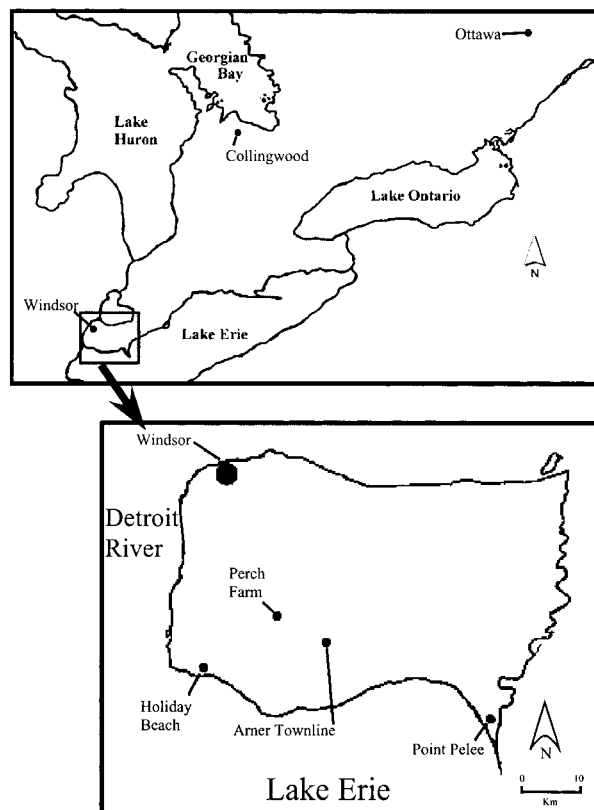 Ottawa
Georgian
Bay
Lake
Huron
Collingwood
Lake Ontario
N
Windsor
Lake Erie
Windsor
Detroit
River
Perch
Farm
Holiday
Beach
Arner Townline
Point Pelee
N
Lake Erie
0 10
Km